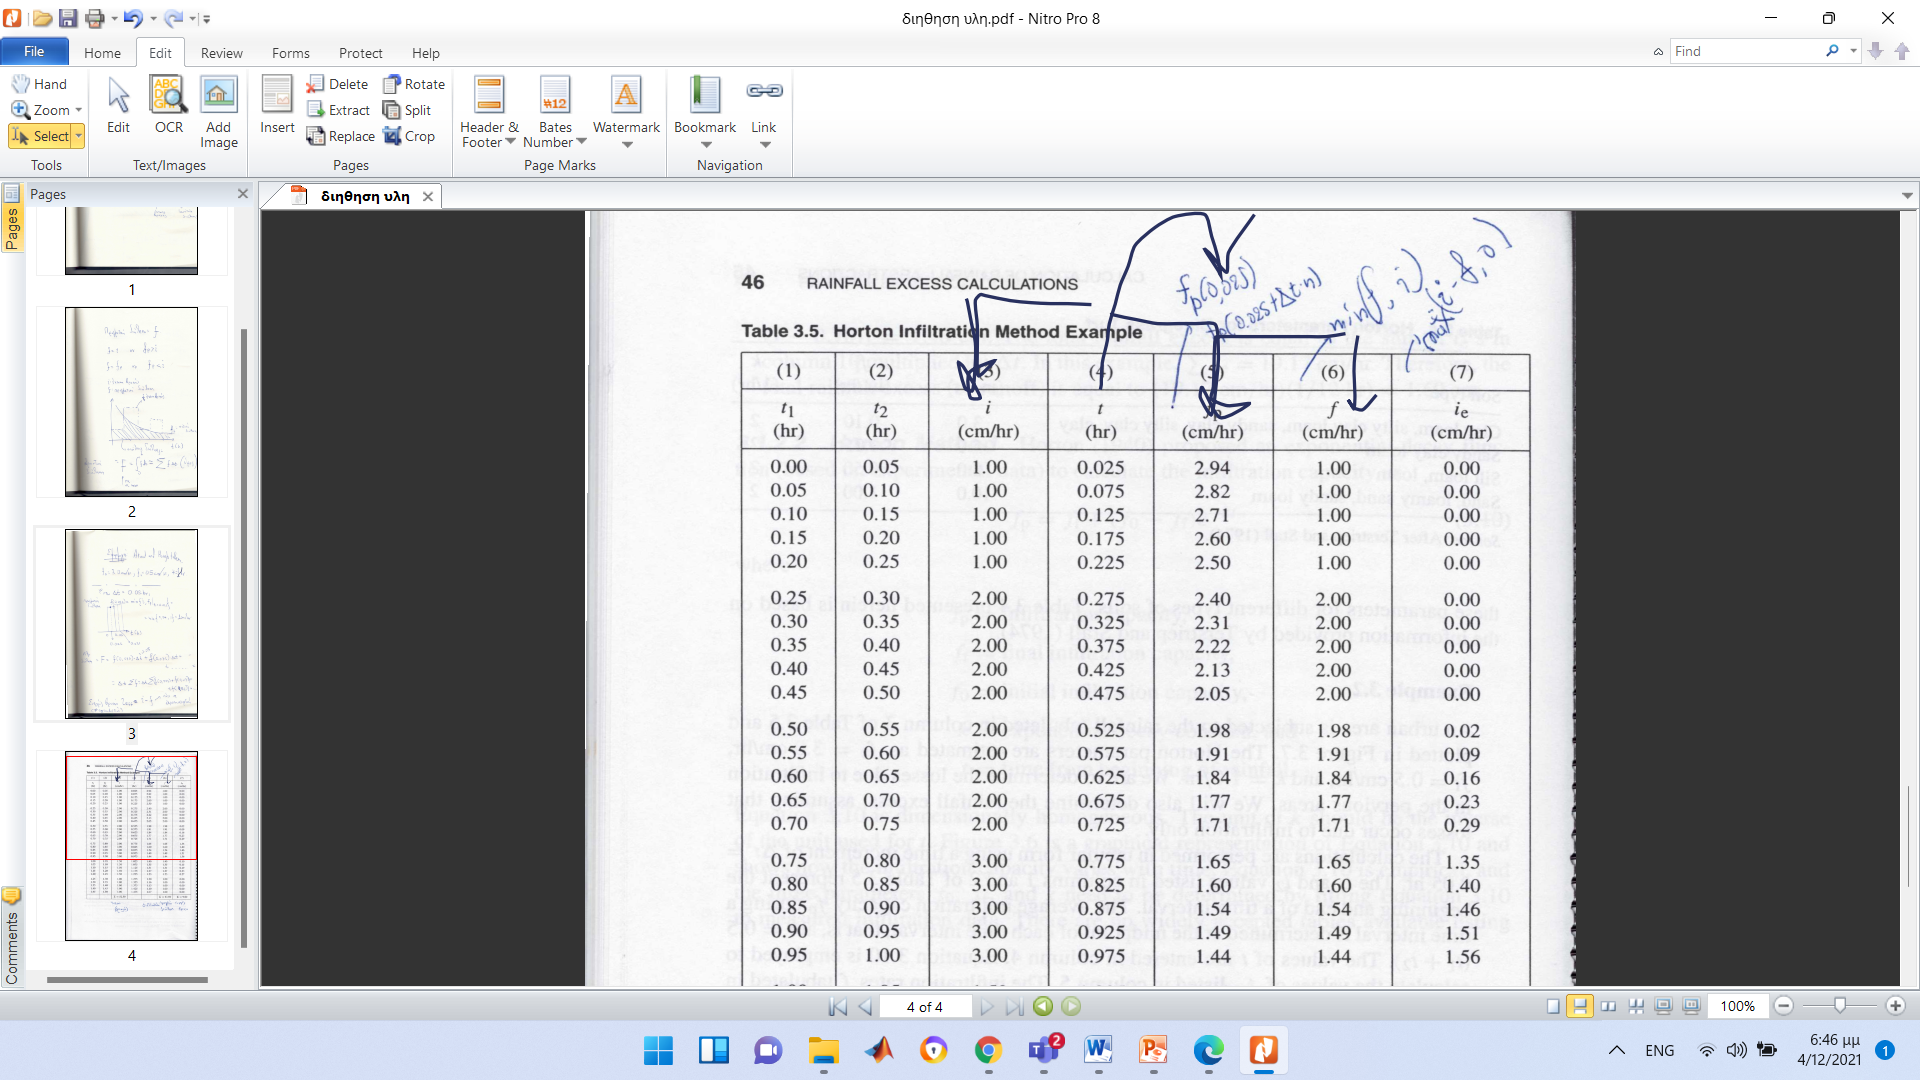 διηθηση υλη.pdf - Nitro Pro 8
File Home Edit Review Forms Protect Help
Find
Hand
Zoom
Select
Tools
Edit OCR Add Image
Text/Images
Insert
Delete
Extract
Replace
Rotate
Split
Crop
Pages
Header & Footer Bates Number Watermark
Page Marks
Bookmark Link
Navigation
Pages
Pages
Comments
1
2
3
4
διηθηση υλη
46 RAINFALL EXCESS CALCULATIONS
fp(0,025)
fp(0.025+Δt·n)
min(f, i)
Table 3.5. Horton Infiltration Method Example
(1) (2) (3) (4) (5) (6) (7)
t1 t2 i t fp f ie
(hr) (hr) (cm/hr) (hr) (cm/hr) (cm/hr) (cm/hr)
0.00 0.05 1.00 0.025 2.94 1.00 0.00
0.05 0.10 1.00 0.075 2.82 1.00 0.00
0.10 0.15 1.00 0.125 2.71 1.00 0.00
0.15 0.20 1.00 0.175 2.60 1.00 0.00
0.20 0.25 1.00 0.225 2.50 1.00 0.00
0.25 0.30 2.00 0.275 2.40 2.00 0.00
0.30 0.35 2.00 0.325 2.31 2.00 0.00
0.35 0.40 2.00 0.375 2.22 2.00 0.00
0.40 0.45 2.00 0.425 2.13 2.00 0.00
0.45 0.50 2.00 0.475 2.05 2.00 0.00
0.50 0.55 2.00 0.525 1.98 1.98 0.02
0.55 0.60 2.00 0.575 1.91 1.91 0.09
0.60 0.65 2.00 0.625 1.84 1.84 0.16
0.65 0.70 2.00 0.675 1.77 1.77 0.23
0.70 0.75 2.00 0.725 1.71 1.71 0.29
0.75 0.80 3.00 0.775 1.65 1.65 1.35
0.80 0.85 3.00 0.825 1.60 1.60 1.40
0.85 0.90 3.00 0.875 1.54 1.54 1.46
0.90 0.95 3.00 0.925 1.49 1.49 1.51
0.95 1.00 3.00 0.975 1.44 1.44 1.56
4 of 4
100%
2
ENG
6:46 μμ
4/12/2021
1